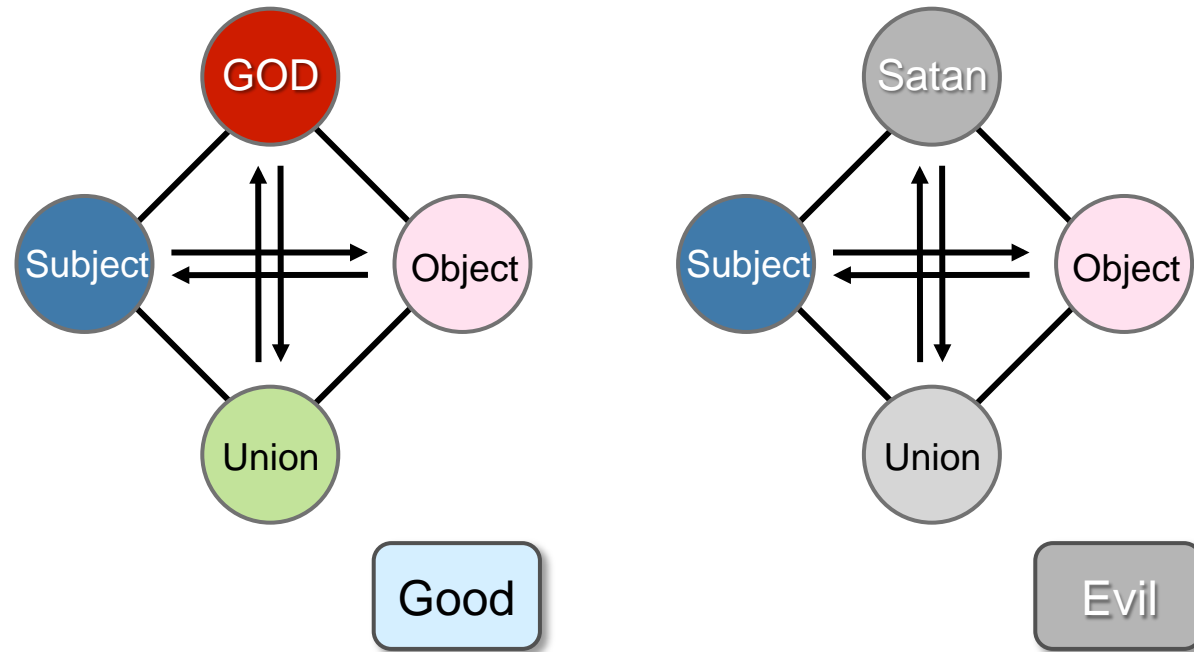 GOD
Subject
Object
Union
Good
Satan
Subject
Object
Union
Evil